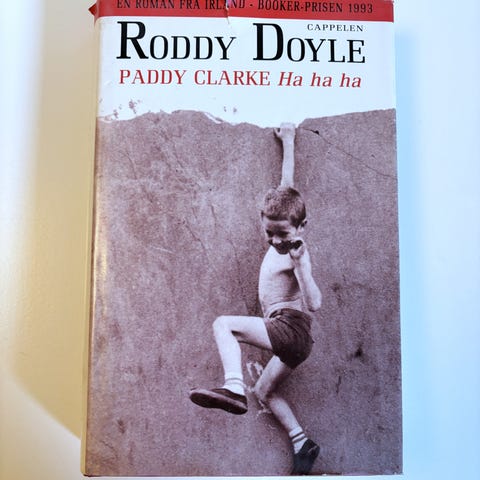 EN ROMAN FRA IRLAND - BOOKER-PRISEN 1993
CAPPELEN
RODDY DOYLE
PADDY CLARKE Ha ha ha